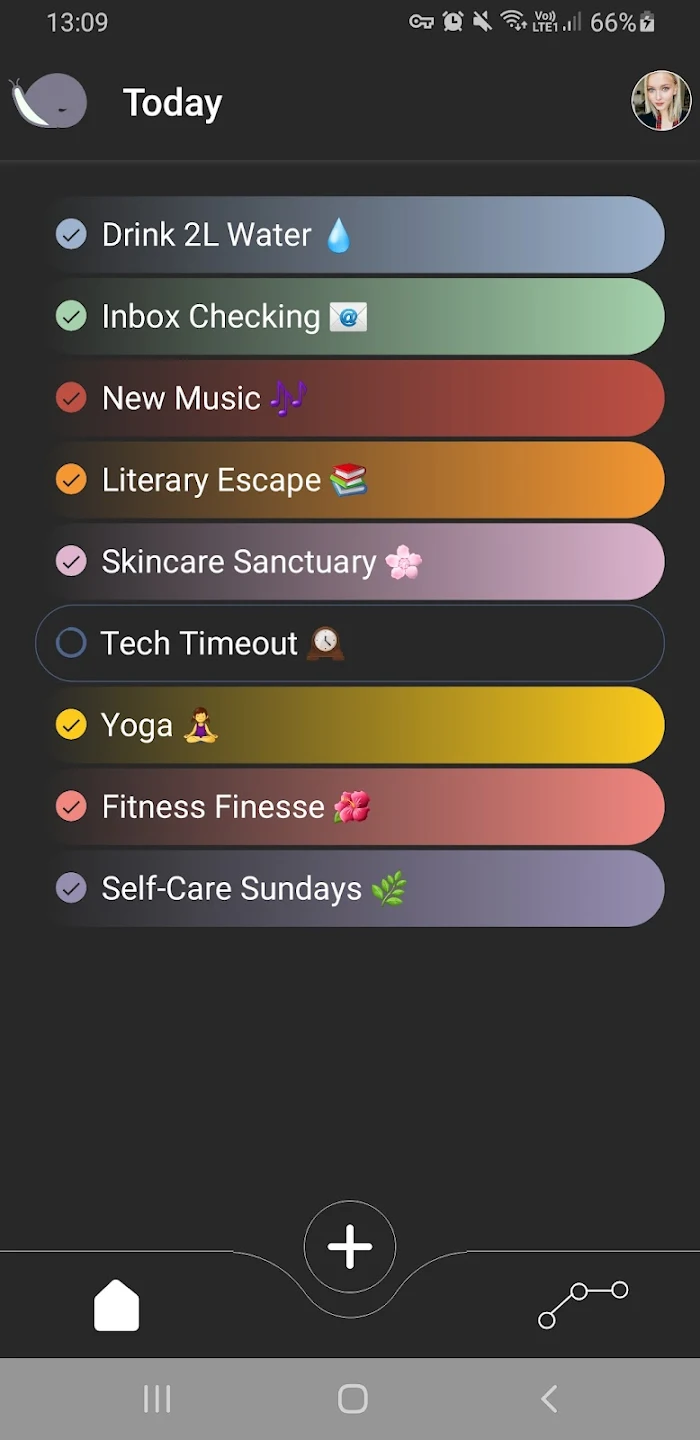 13:09 Vo) LTE1 66%
Today
Drink 2L Water 💧
Inbox Checking 📧
New Music 🎶
Literary Escape 📚
Skincare Sanctuary 🌸
Tech Timeout 🕰️
Yoga 🧘‍♀️
Fitness Finesse 🌺
Self-Care Sundays 🌿